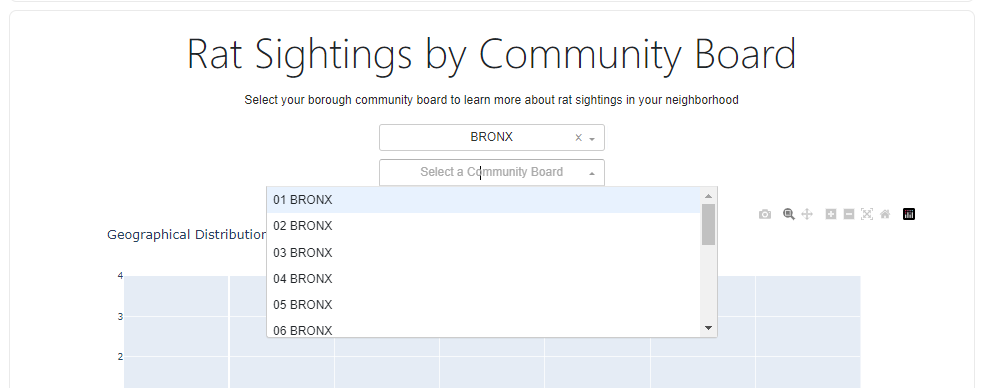 Rat Sightings by Community Board
Select your borough community board to learn more about rat sightings in your neighborhood
BRONX
Select a Community Board
01 BRONX
02 BRONX
03 BRONX
04 BRONX
05 BRONX
06 BRONX
Geographical Distribution
4
3
2